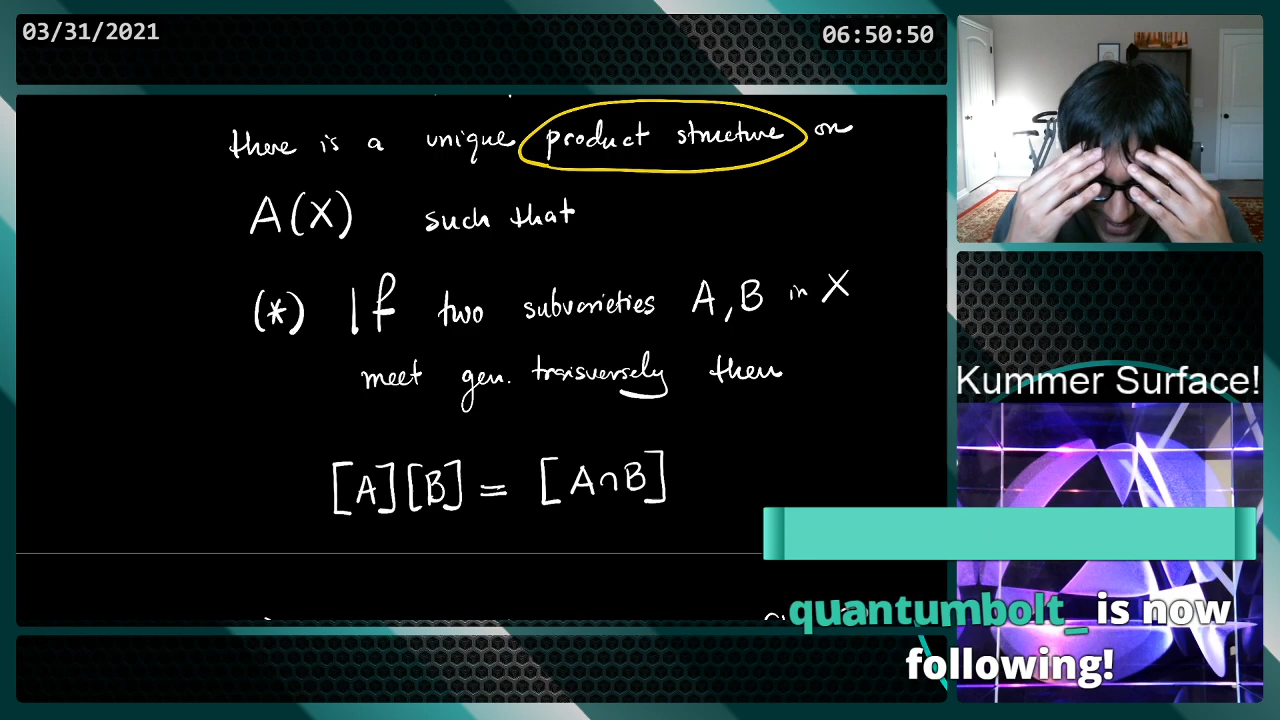 03/31/2021
06:50:50
there is a unique product structure on
A(X) such that
(*) If two subvarieties A, B in X
meet gen. transversely then
[A][B] = [A∩B]
Kummer Surface!
quantumbolt_ is now
following!